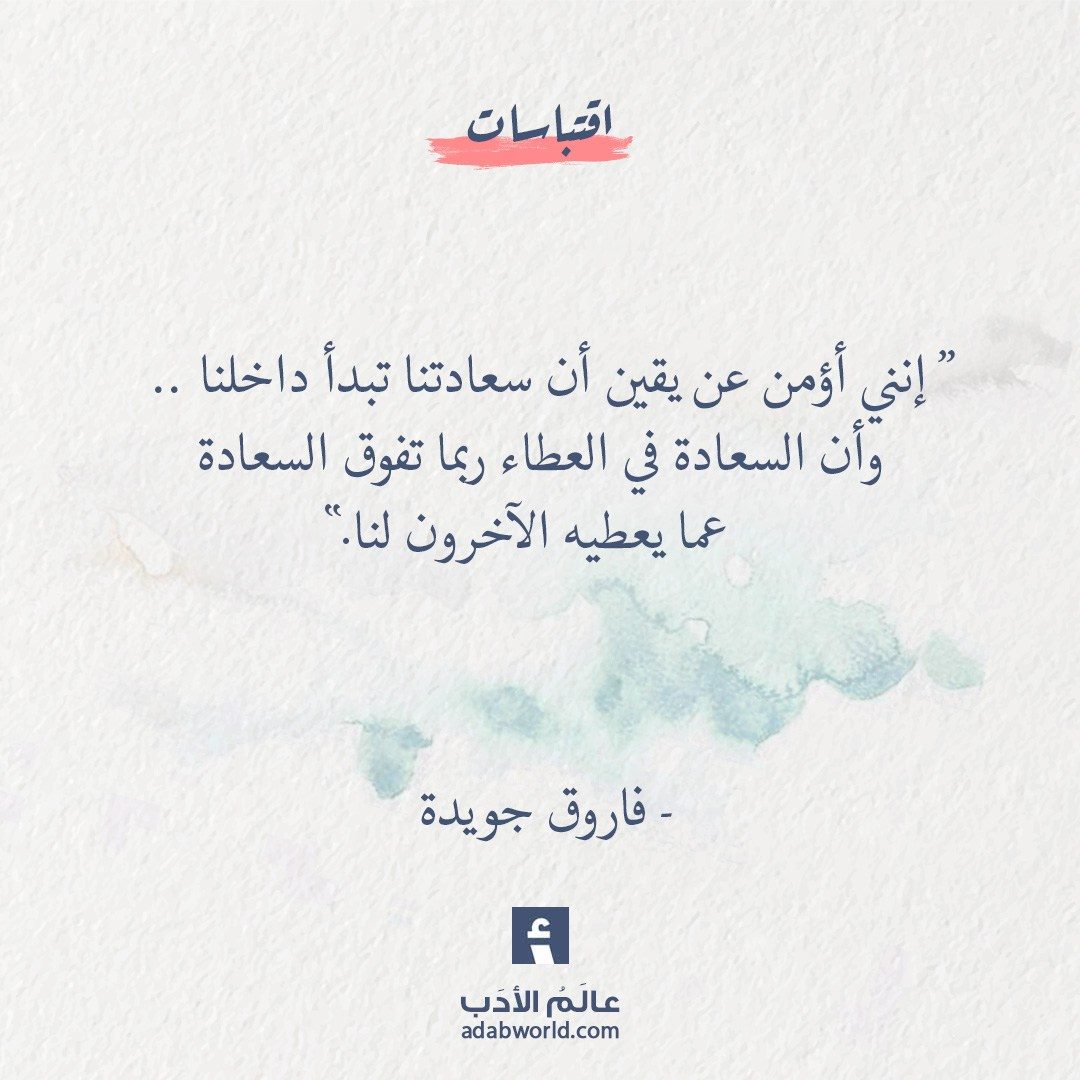 اقتباسات
” إنني أؤمن عن يقين أن سعادتنا تبدأ داخلنا ..
وأن السعادة في العطاء ربما تفوق السعادة
عما يعطيه الآخرون لنا.“
- فاروق جويدة
أ
عالَمُ الأدَب
adabworld.com